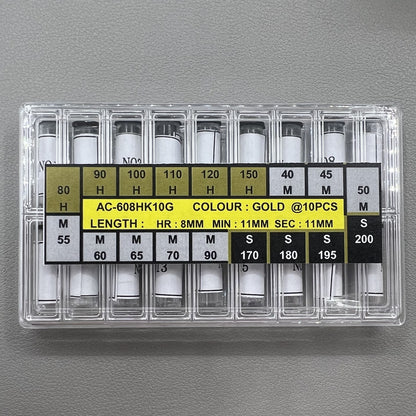 80 H
90 H
100 H
110 H
120 H
150 H
40 M
45 M
50 M
AC-608HK10G COLOUR : GOLD @10PCS
LENGTH : HR : 8MM MIN : 11MM SEC : 11MM
M 55
M 60
M 65
M 70
M 90
S 170
S 180
S 195
S 200